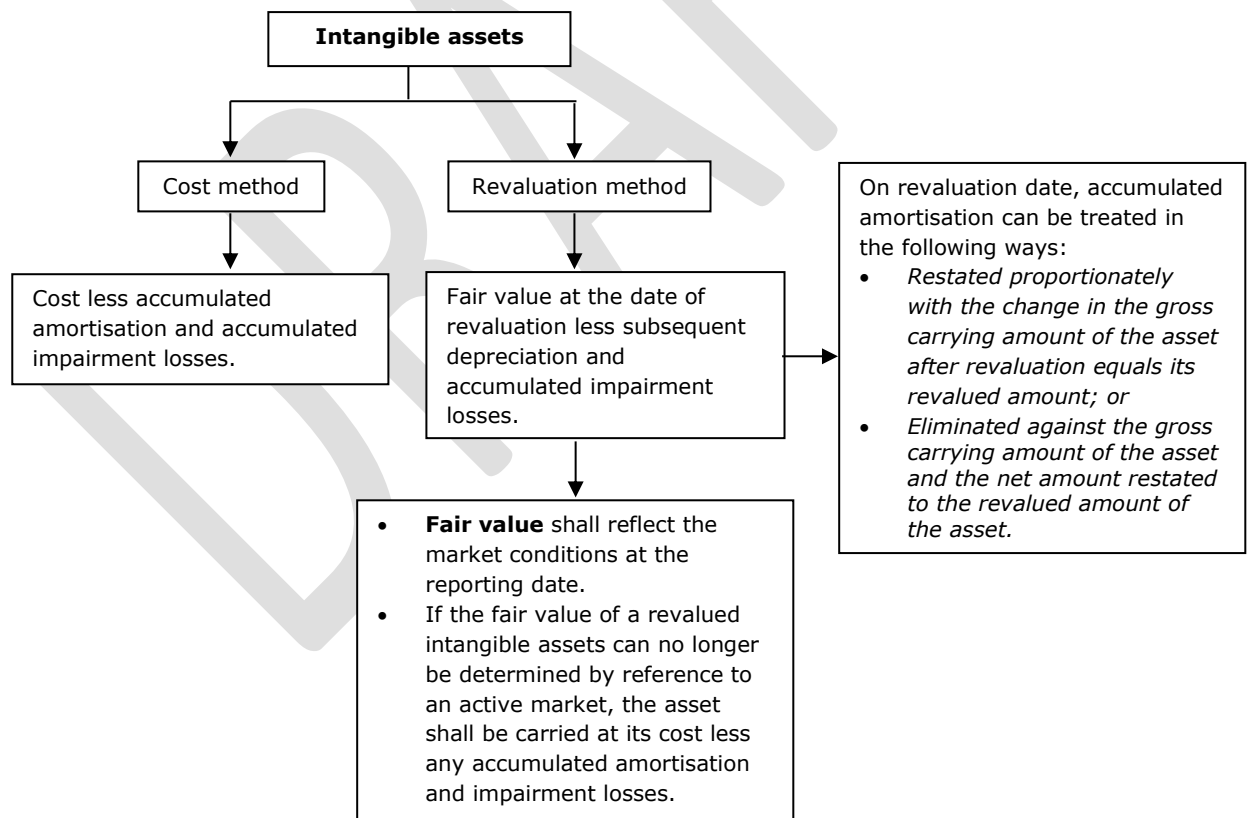 Intangible assets
Cost method
Revaluation method
Cost less accumulated
amortisation and accumulated
impairment losses.
Fair value at the date of
revaluation less subsequent
depreciation and
accumulated impairment
losses.
On revaluation date, accumulated
amortisation can be treated in
the following ways:
• Restated proportionately
with the change in the gross
carrying amount of the asset
after revaluation equals its
revalued amount; or
• Eliminated against the gross
carrying amount of the asset
and the net amount restated
to the revalued amount of
the asset.
• Fair value shall reflect the
market conditions at the
reporting date.
• If the fair value of a revalued
intangible assets can no longer
be determined by reference to
an active market, the asset
shall be carried at its cost less
any accumulated amortisation
and impairment losses.